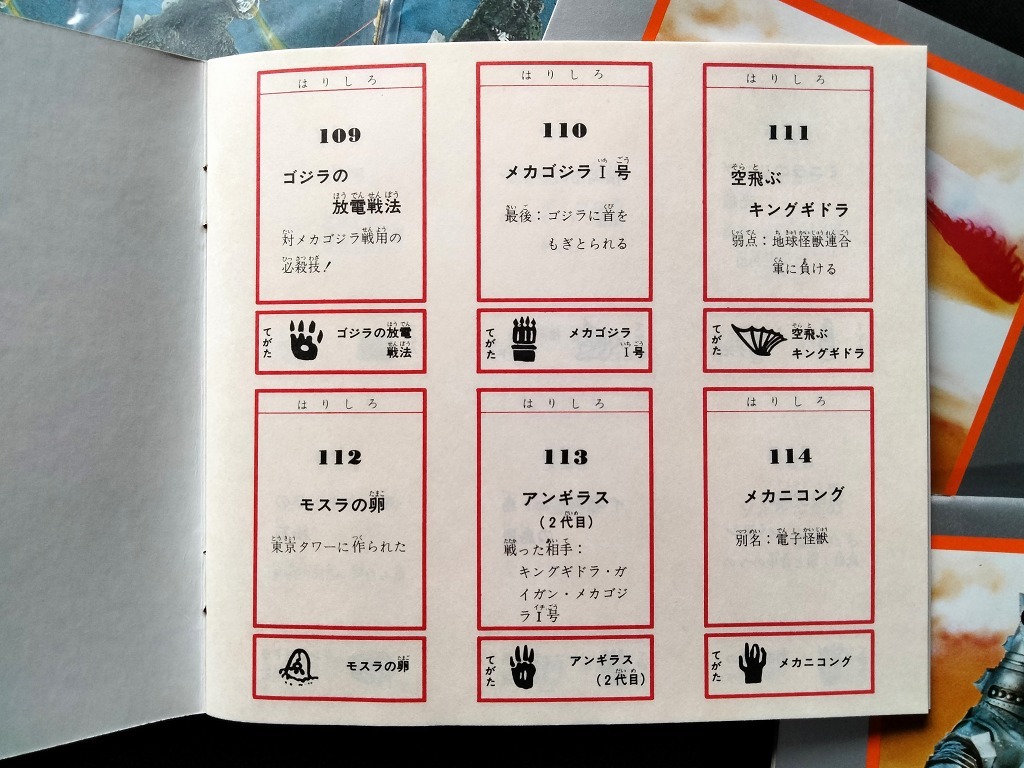 はりしろ
109
ゴジラの
放電戦法
対メカゴジラ戦用の
必殺技!
てがた
ゴジラの放電
戦法
はりしろ
110
メカゴジラⅠ号
最後:ゴジラに首を
もぎとられる
てがた
メカゴジラ
Ⅰ号
はりしろ
111
空飛ぶ
キングギドラ
弱点:地球怪獣連合
軍に負ける
てがた
空飛ぶ
キングギドラ
はりしろ
112
モスラの卵
東京タワーに作られた
モスラの卵
はりしろ
113
アンギラス
(2代目)
戦った相手:
キングギドラ・ガ
イガン・メカゴジ
ラⅠ号
てがた
アンギラス
(2代目)
はりしろ
114
メカニコング
別名:電子怪獣
てがた
メカニコング